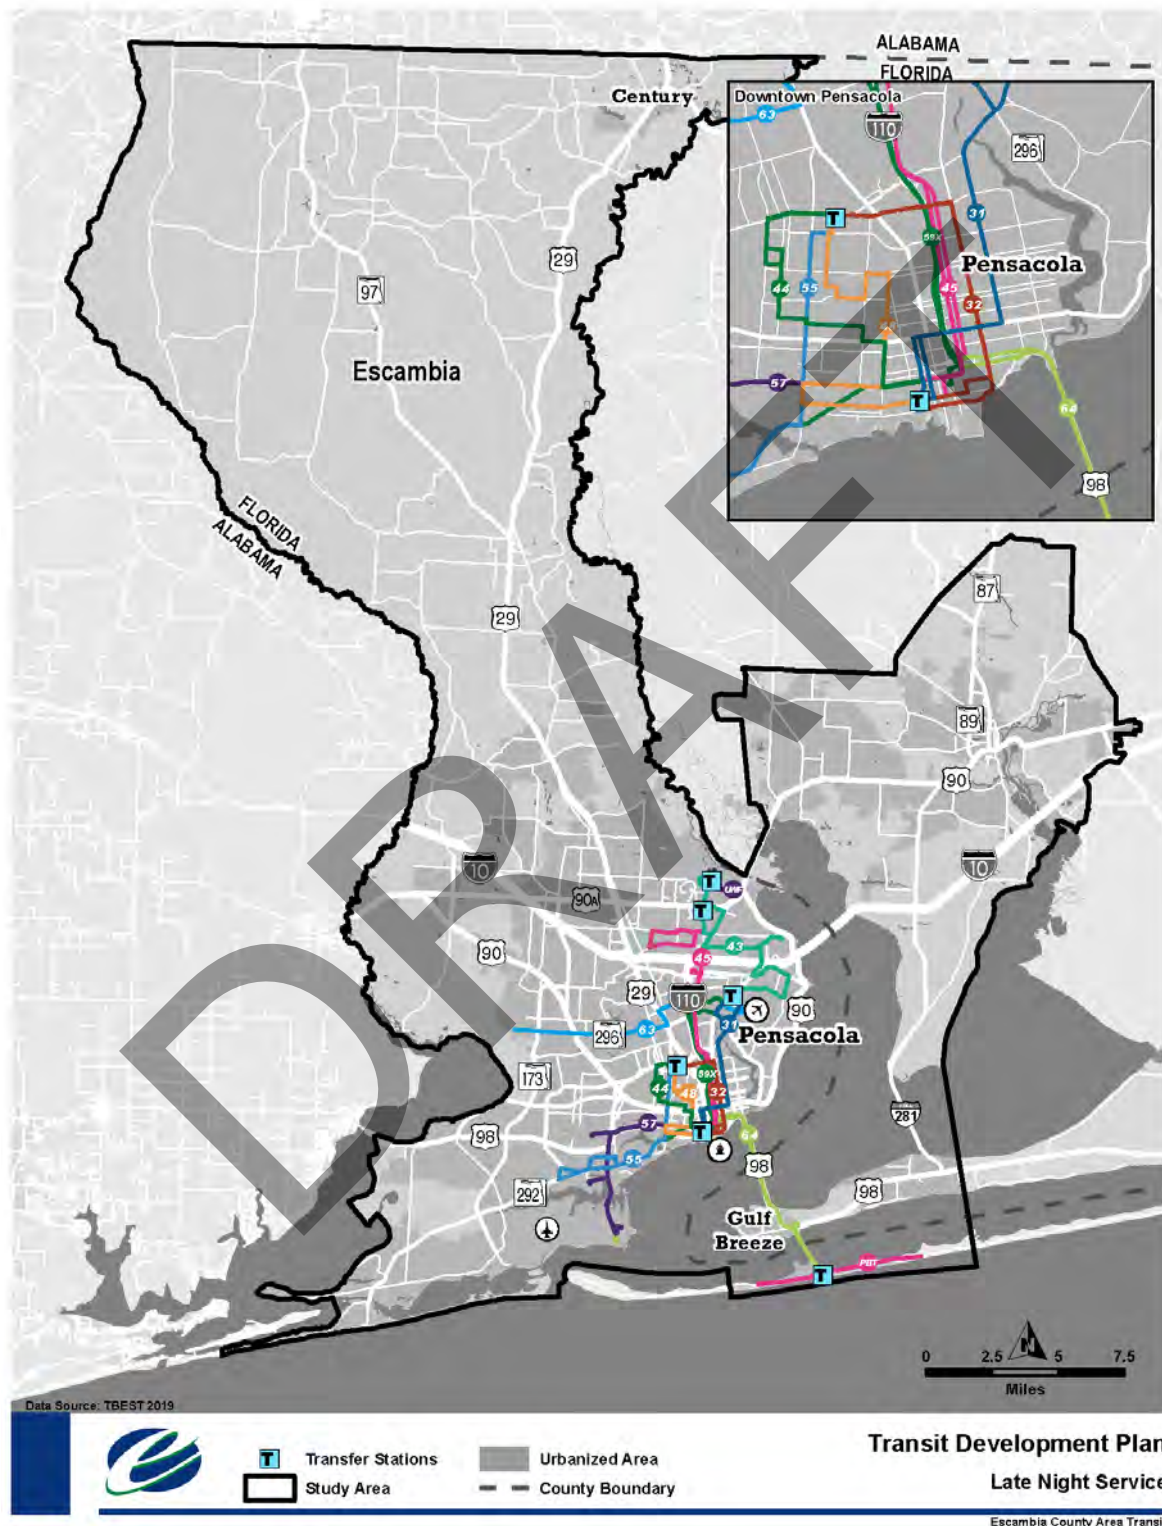 ALABAMA
FLORIDA
Century
Downtown Pensacola
63
110
296
31
T
59X
Pensacola
29
97
44
55
45
32
Escambia
57
T
64
98
FLORIDA
ALABAMA
87
29
89
90
10
10
T
UWF
90A
T
43
90
45
29
T
110
90
31
Pensacola
296
63
T
59X
173
44
48
32
281
57
T
98
64
55
98
98
292
Gulf
Breeze
PBT
T
N
0 2.5 5 7.5
Miles
DRAFT
Data Source: TBEST 2019
T Transfer Stations
Study Area
Urbanized Area
County Boundary
Transit Development Plan
Late Night Service
Escambia County Area Transit